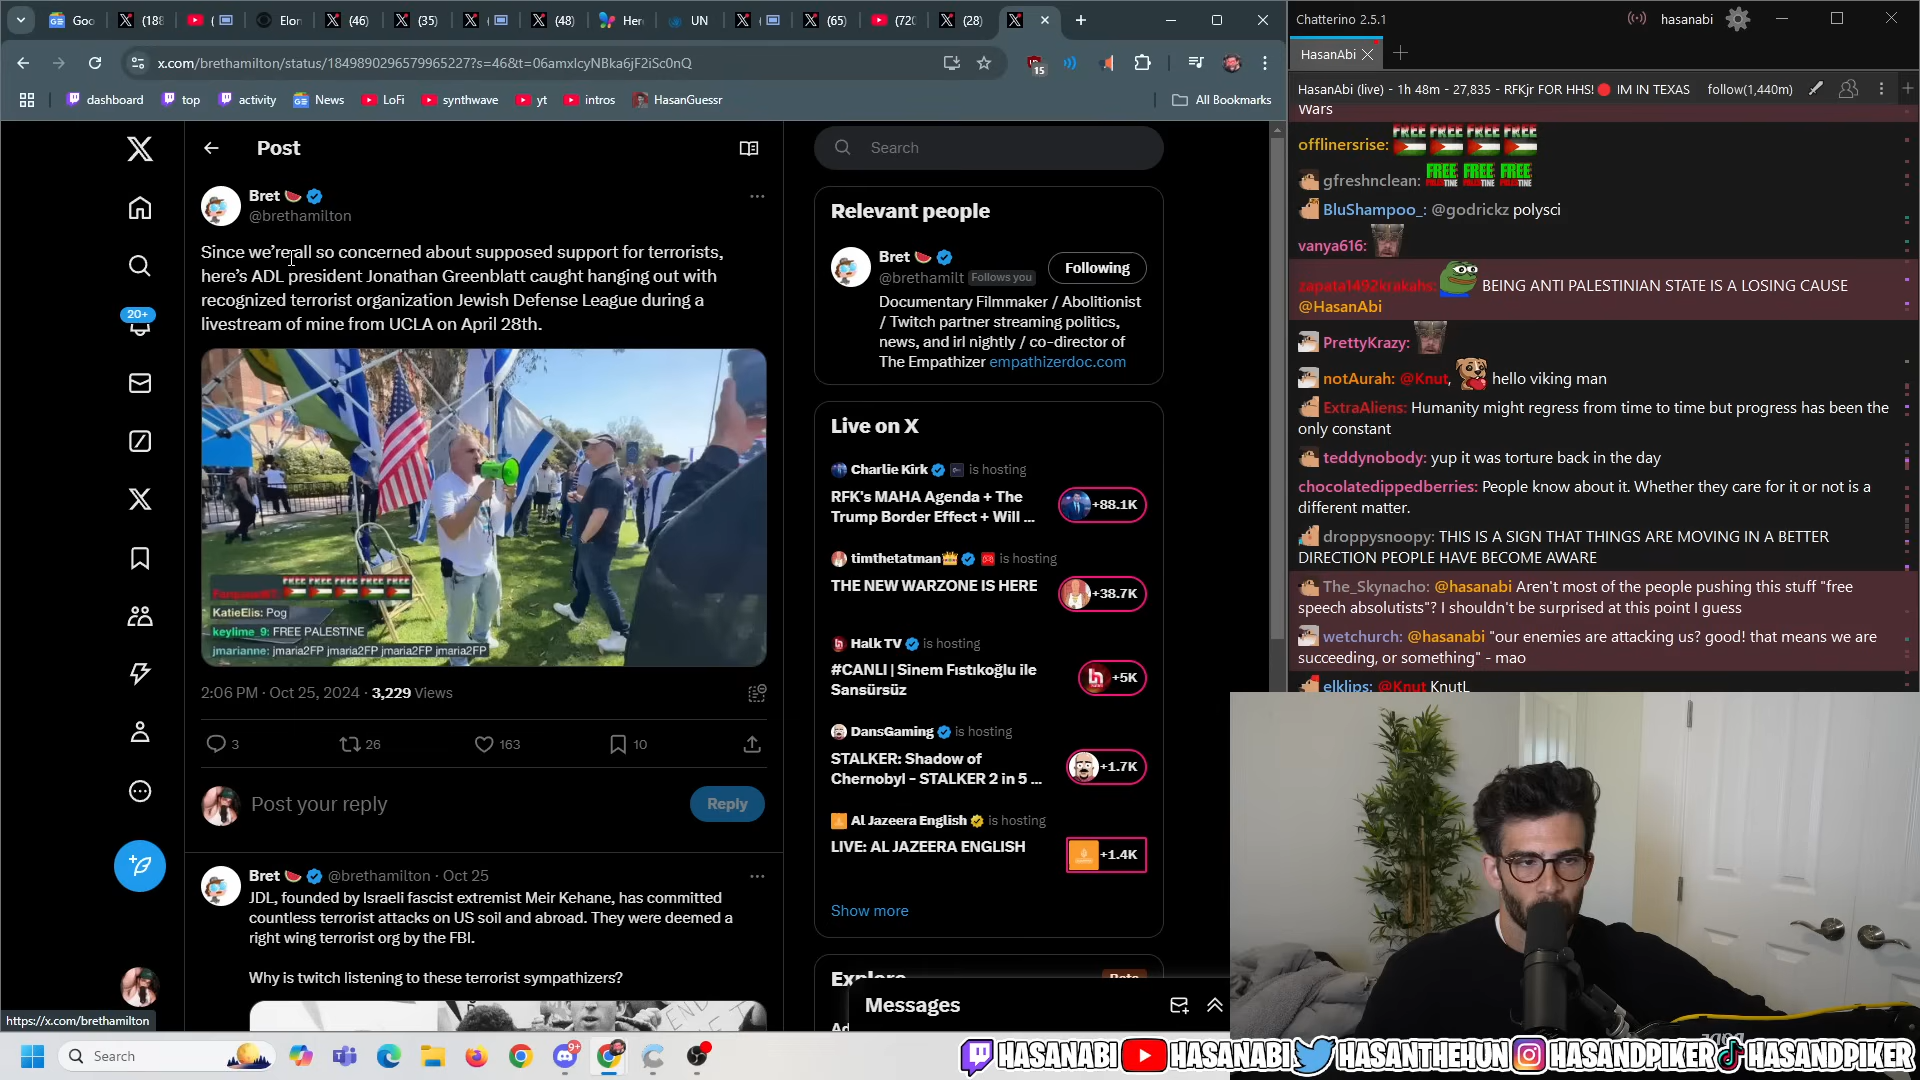 Goo
(188
Elon
(46)
(35)
(48)
Her
UN
(65)
(720
(28)
x.com/brethamilton/status/1849890296579965227?s=46&t=06amxlcyNBka6jF2iSc0nQ
15
dashboard
top
activity
News
LoFi
synthwave
yt
intros
HasanGuessr
All Bookmarks
Post
Bret
@brethamilton
Since we're all so concerned about supposed support for terrorists,
here's ADL president Jonathan Greenblatt caught hanging out with
recognized terrorist organization Jewish Defense League during a
livestream of mine from UCLA on April 28th.
20+
FREE FREE FREE FREE FREE
KatieElis: Pog
keylime_9: FREE PALESTINE
jmarianne: jmaria2FP jmaria2FP jmaria2FP jmaria2FP
2:06 PM · Oct 25, 2024 · 3,229 Views
3
26
163
10
Post your reply
Reply
Bret @brethamilton · Oct 25
JDL, founded by Israeli fascist extremist Meir Kehane, has committed
countless terrorist attacks on US soil and abroad. They were deemed a
right wing terrorist org by the FBI.
Why is twitch listening to these terrorist sympathizers?
https://x.com/brethamilton
Search
Relevant people
Bret
@brethamilt Follows you
Following
Documentary Filmmaker / Abolitionist
/ Twitch partner streaming politics,
news, and irl nightly / co-director of
The Empathizer empathizerdoc.com
Live on X
Charlie Kirk is hosting
RFK's MAHA Agenda + The
Trump Border Effect + Will ...
+88.1K
timthetatman is hosting
THE NEW WARZONE IS HERE
+38.7K
Halk TV is hosting
#CANLI | Sinem Fıstıkoğlu ile
Sansürsüz
+5K
DansGaming is hosting
STALKER: Shadow of
Chernobyl - STALKER 2 in 5 ...
+1.7K
Al Jazeera English is hosting
LIVE: AL JAZEERA ENGLISH
+1.4K
Show more
Explore
Beta
Messages
Chatterino 2.5.1
hasanabi
HasanAbi
HasanAbi (live) - 1h 48m - 27,835 - RFKjr FOR HHS! IM IN TEXAS
follow(1,440m)
Wars
offlinersrise: FREE FREE FREE FREE
gfreshnclean: FREE FREE FREE
BluShampoo_: @godrickz polysci
vanya616:
zapata1492krakahs: BEING ANTI PALESTINIAN STATE IS A LOSING CAUSE
@HasanAbi
PrettyKrazy:
notAurah: @Knut, hello viking man
ExtraAliens: Humanity might regress from time to time but progress has been the
only constant
teddynobody: yup it was torture back in the day
chocolatedippedberries: People know about it. Whether they care for it or not is a
different matter.
droppysnoopy: THIS IS A SIGN THAT THINGS ARE MOVING IN A BETTER
DIRECTION PEOPLE HAVE BECOME AWARE
The_Skynacho: @hasanabi Aren't most of the people pushing this stuff "free
speech absolutists"? I shouldn't be surprised at this point I guess
wetchurch: @hasanabi "our enemies are attacking us? good! that means we are
succeeding, or something" - mao
elklips: @Knut KnutL
Search
9+
HASANABI HASANABI HASANTHEHUN HASANDPIKER HASANDPIKER